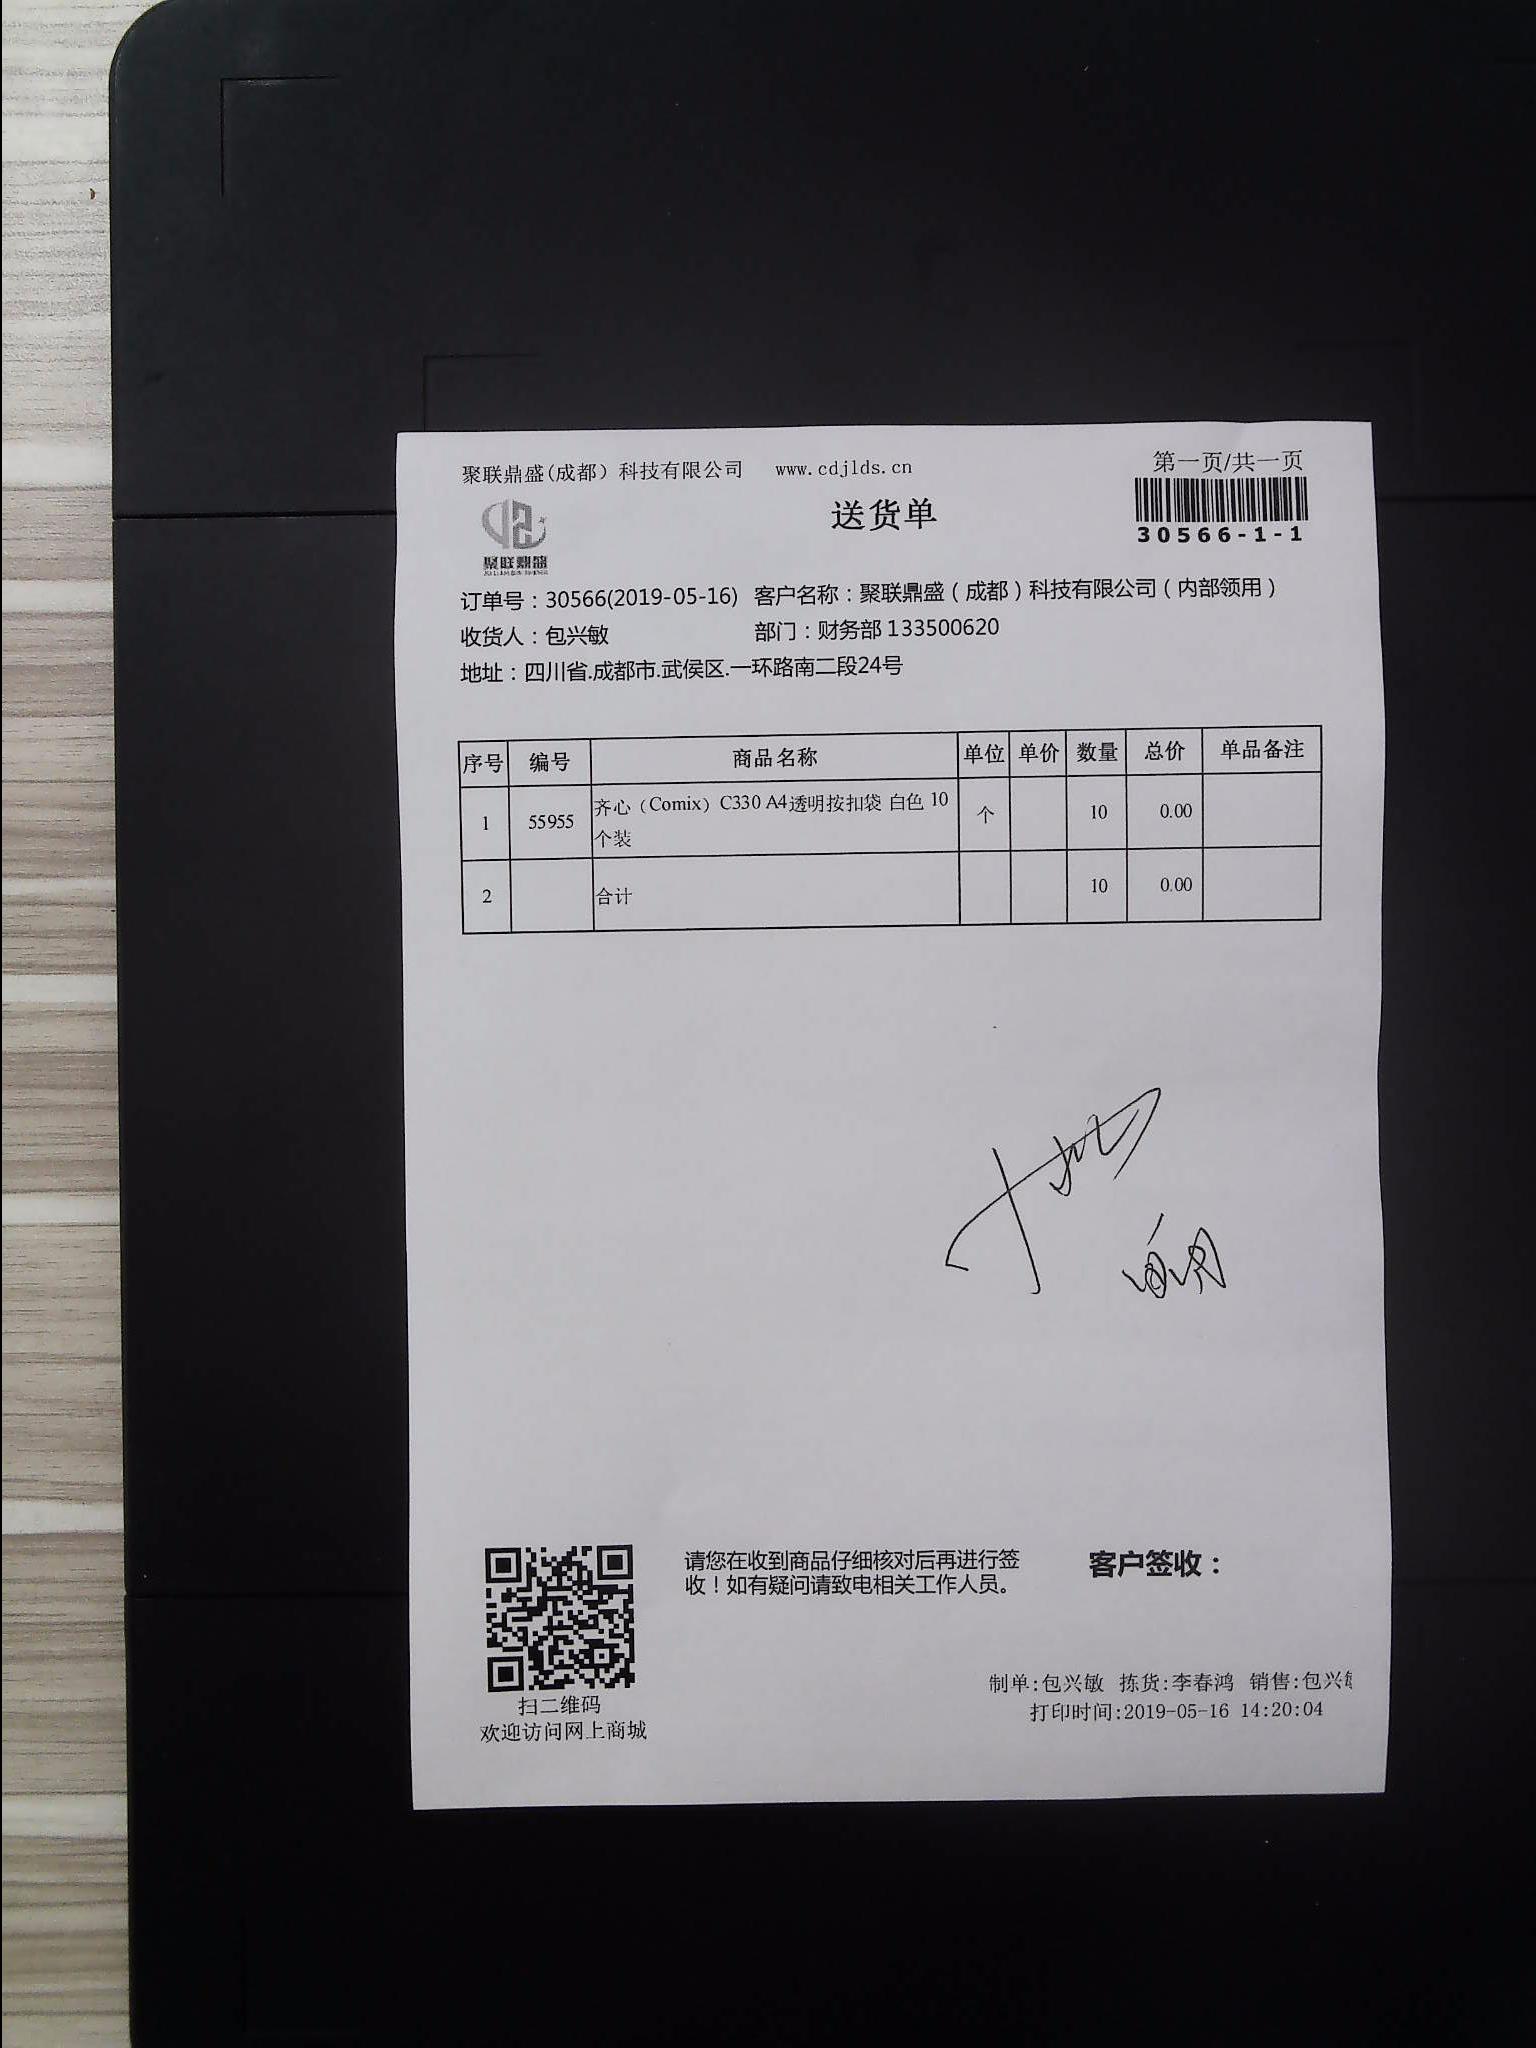 聚联鼎盛(成都）科技有限公司 www.cdjlds.cn
第一页/共一页
送货单
30566-1-1
聚联鼎盛
订单号：30566(2019-05-16) 客户名称：聚联鼎盛（成都）科技有限公司（内部领用）
收货人：包兴敏 部门：财务部 133500620
地址：四川省.成都市.武侯区.一环路南二段24号
序号 编号 商品名称 单位 单价 数量 总价 单品备注
1 55955 齐心（Comix）C330 A4透明按扣袋 白色 10 个 10 0.00
个装
2 合计 10 0.00
请您在收到商品仔细核对后再进行签
收！如有疑问请致电相关工作人员。
客户签收：
扫二维码
欢迎访问网上商城
制单:包兴敏 拣货:李春鸿 销售:包兴
打印时间:2019-05-16 14:20:04